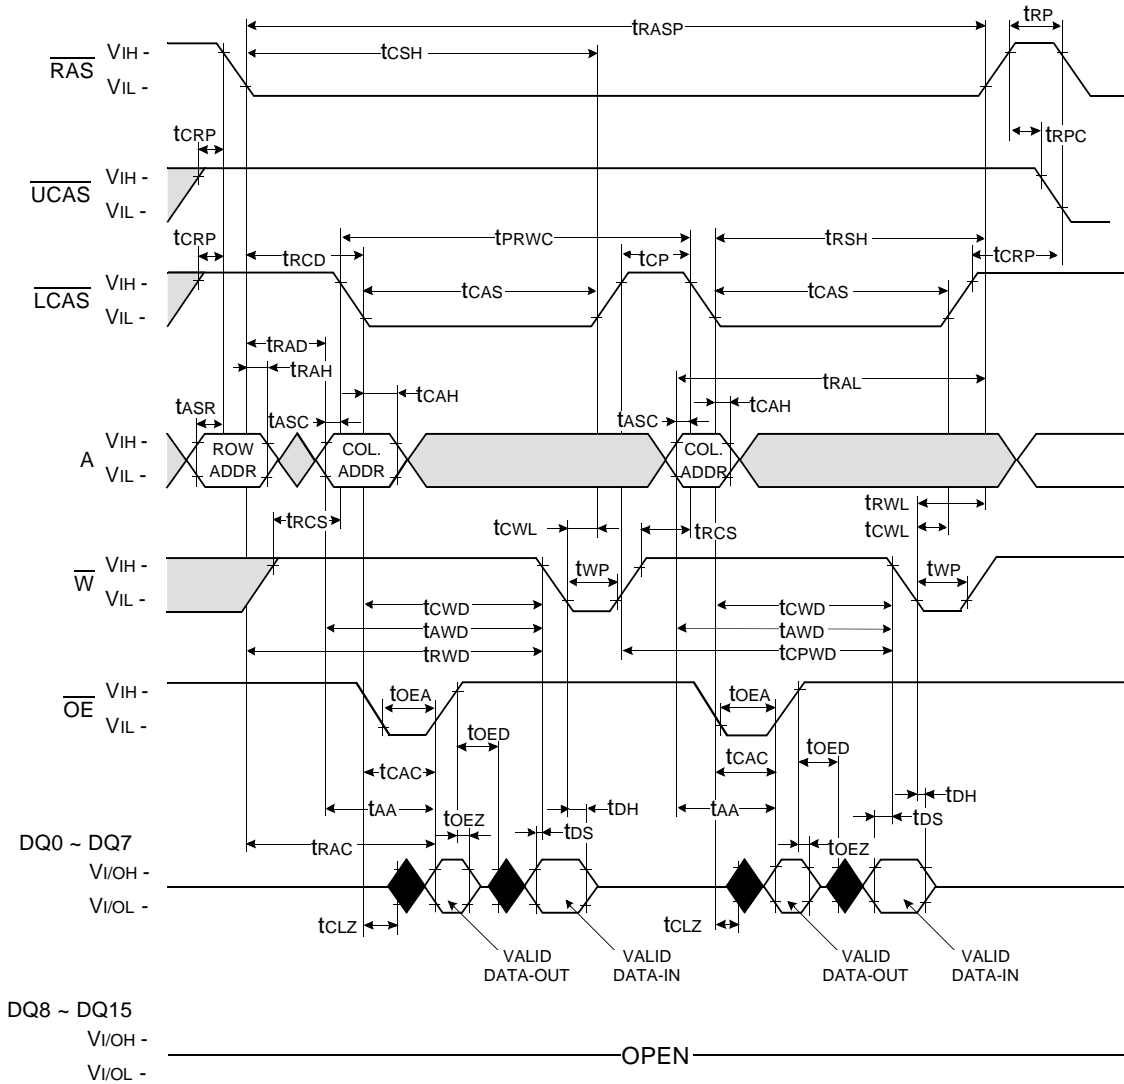 tRASP
tRP
tCSH
RAS
VIH -
VIL -
tCRP
tRPC
UCAS
VIH -
VIL -
tCRP
tPRWC
tRSH
tRCD
tCP
tCRP
LCAS
VIH -
VIL -
tCAS
tCAS
tRAD
tRAH
tRAL
tCAH
tCAH
tASR
tASC
tASC
A
VIH -
VIL -
ROW
ADDR
COL.
ADDR
COL.
ADDR
tRWL
tRCS
tCWL
tRCS
tCWL
W
VIH -
VIL -
tWP
tWP
tCWD
tCWD
tAWD
tAWD
tRWD
tCPWD
OE
VIH -
VIL -
tOEA
tOEA
tOED
tOED
tCAC
tCAC
tAA
tDH
tAA
tDH
tOEZ
tDS
tDS
DQ0 ~ DQ7
tRAC
tOEZ
VI/OH -
VI/OL -
tCLZ
tCLZ
VALID
DATA-OUT
VALID
DATA-IN
VALID
DATA-OUT
VALID
DATA-IN
DQ8 ~ DQ15
VI/OH -
OPEN
VI/OL -